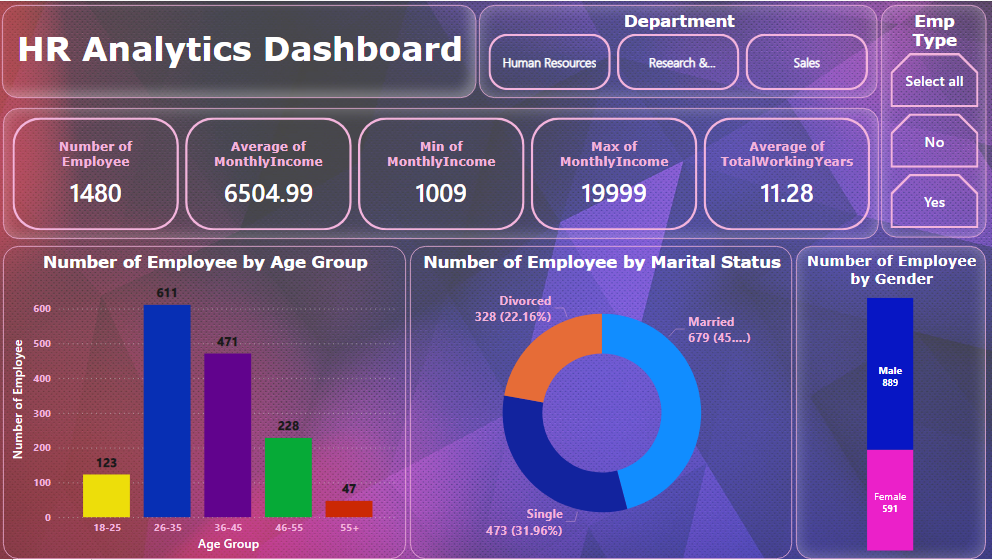 HR Analytics Dashboard
Department
Human Resources
Research &...
Sales
Emp
Type
Select all
No
Yes
Number of
Employee
1480
Average of
MonthlyIncome
6504.99
Min of
MonthlyIncome
1009
Max of
MonthlyIncome
19999
Average of
TotalWorkingYears
11.28
Number of Employee by Age Group
Number of Employee
600
500
400
300
200
100
0
123
611
471
228
47
18-25
26-35
36-45
46-55
55+
Age Group
Number of Employee by Marital Status
Divorced
328 (22.16%)
Married
679 (45....)
Single
473 (31.96%)
Number of Employee
by Gender
Male
889
Female
591